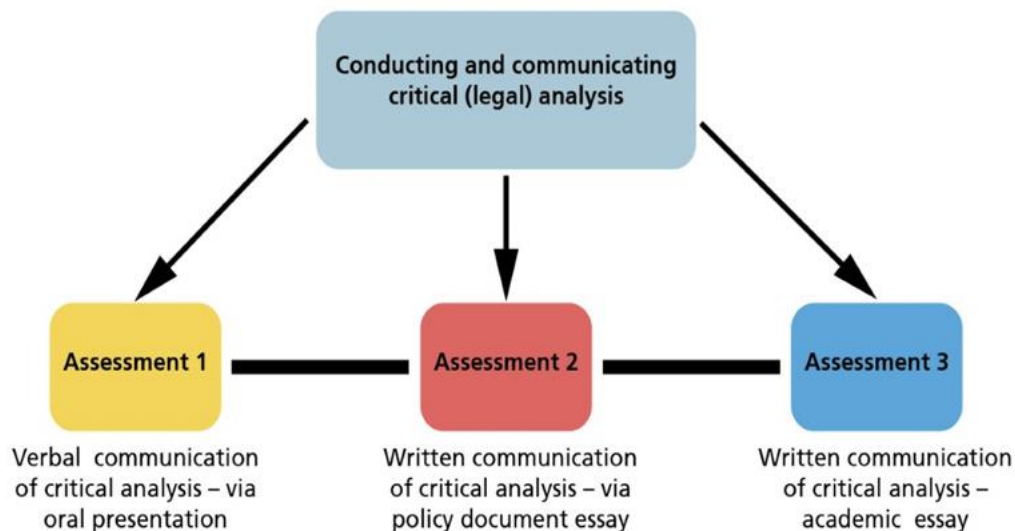 Conducting and communicating
critical (legal) analysis
Assessment 1
Assessment 2
Assessment 3
Verbal communication
of critical analysis – via
oral presentation
Written communication
of critical analysis – via
policy document essay
Written communication
of critical analysis –
academic essay